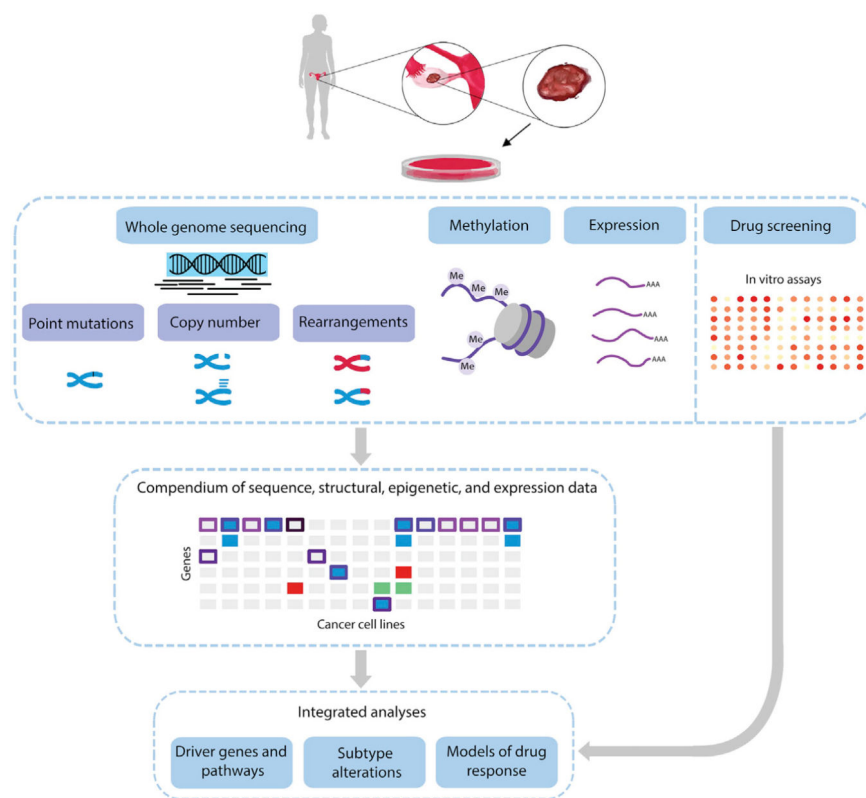 Whole genome sequencing
Methylation
Expression
Drug screening
Me
Me
Me
Me
AAA
AAA
AAA
AAA
In vitro assays
Point mutations
Copy number
Rearrangements
Compendium of sequence, structural, epigenetic, and expression data
Genes
Cancer cell lines
Integrated analyses
Driver genes and
pathways
Subtype
alterations
Models of drug
response